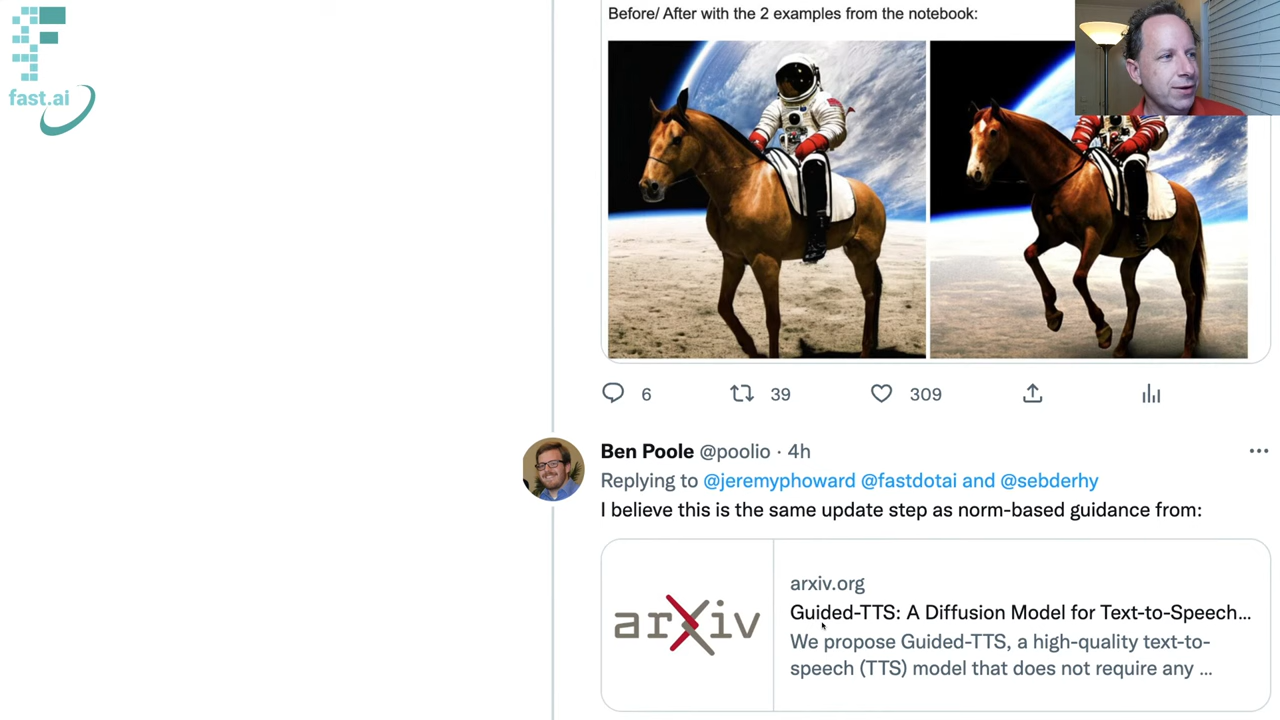 fast.ai
Before/ After with the 2 examples from the notebook:
6 39 309
Ben Poole @poolio · 4h
Replying to @jeremyphoward @fastdotai and @sebderhy
I believe this is the same update step as norm-based guidance from:
arXiv
arxiv.org
Guided-TTS: A Diffusion Model for Text-to-Speech...
We propose Guided-TTS, a high-quality text-to-
speech (TTS) model that does not require any ...